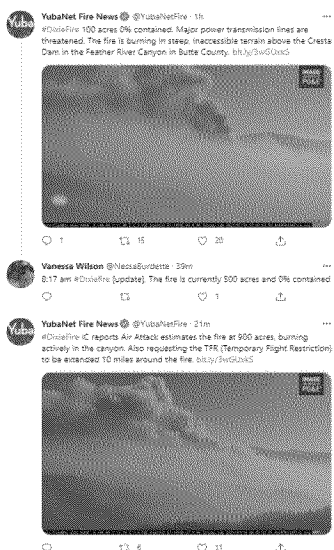 YubaNet Fire News @YubaNetFire · 1h
#DixieFire 100 acres 0% contained. Major power transmission lines are
threatened. The fire is burning in steep, inaccessible terrain above the Cresta
Dam in the Feather River Canyon in Butte County.
Yuba
1 15 20
Vanessa Wilson @NessaBurdette · 39m
8:17 am #DixieFire [update]. The fire is currently 500 acres and 0% contained
1
YubaNet Fire News @YubaNetFire · 21m
Yuba
#DixieFire IC reports Air Attack estimates the fire at 900 acres, burning
actively in the canyon. Also requesting the TFR (Temporary Flight Restriction)
to be extended 10 miles around the fire.
6 11